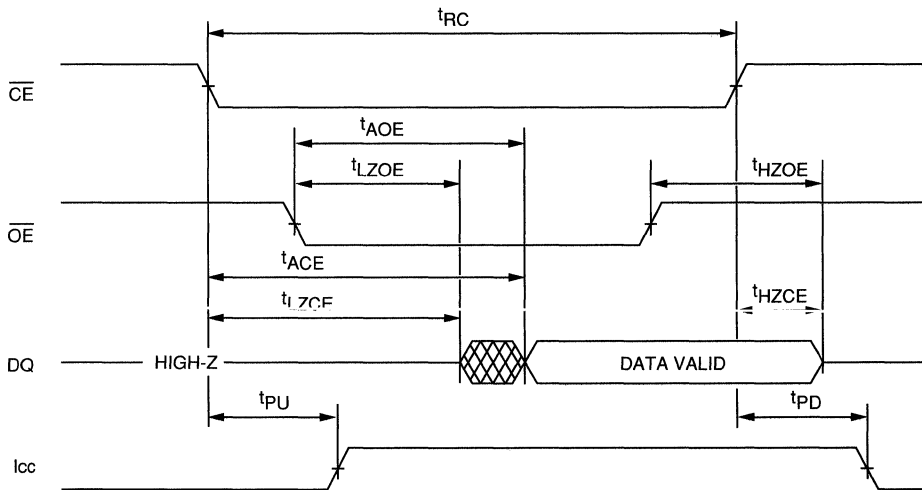 tRC
CE
tAOE
tLZOE
tHZOE
OE
tACE
tLZCE
tHZCE
DQ
HIGH-Z
DATA VALID
tPU
tPD
Icc